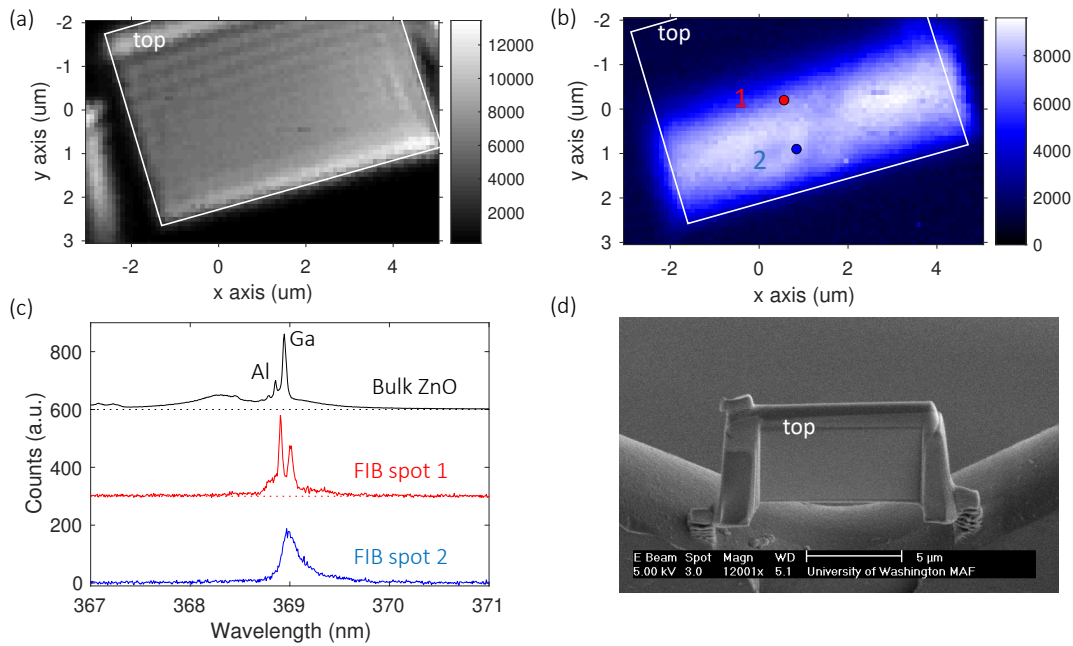 (a)
-2
-1
0
1
2
3
y axis (um)
-2
0
2
4
x axis (um)
top
12000
10000
8000
6000
4000
2000
(b)
-2
-1
0
1
2
3
y axis (um)
-2
0
2
4
x axis (um)
top
1
2
8000
6000
4000
2000
0
(c)
800
600
400
200
0
Counts (a.u.)
Al
Ga
Bulk ZnO
FIB spot 1
FIB spot 2
367
368
369
370
371
Wavelength (nm)
(d)
top
E Beam Spot Magn WD 5 µm
5.00 kV 3.0 12001x 5.1 University of Washington MAF